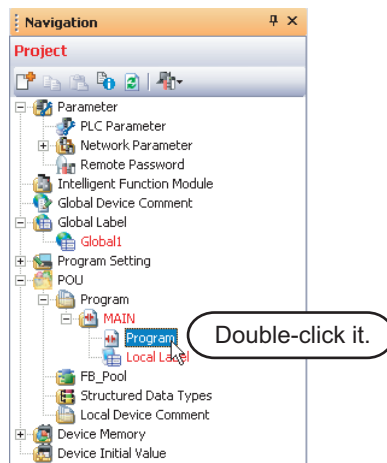 Navigation
Project
Parameter
PLC Parameter
Network Parameter
Remote Password
Intelligent Function Module
Global Device Comment
Global Label
Global1
Program Setting
POU
Program
MAIN
Program
Double-click it.
Local Label
FB_Pool
Structured Data Types
Local Device Comment
Device Memory
Device Initial Value